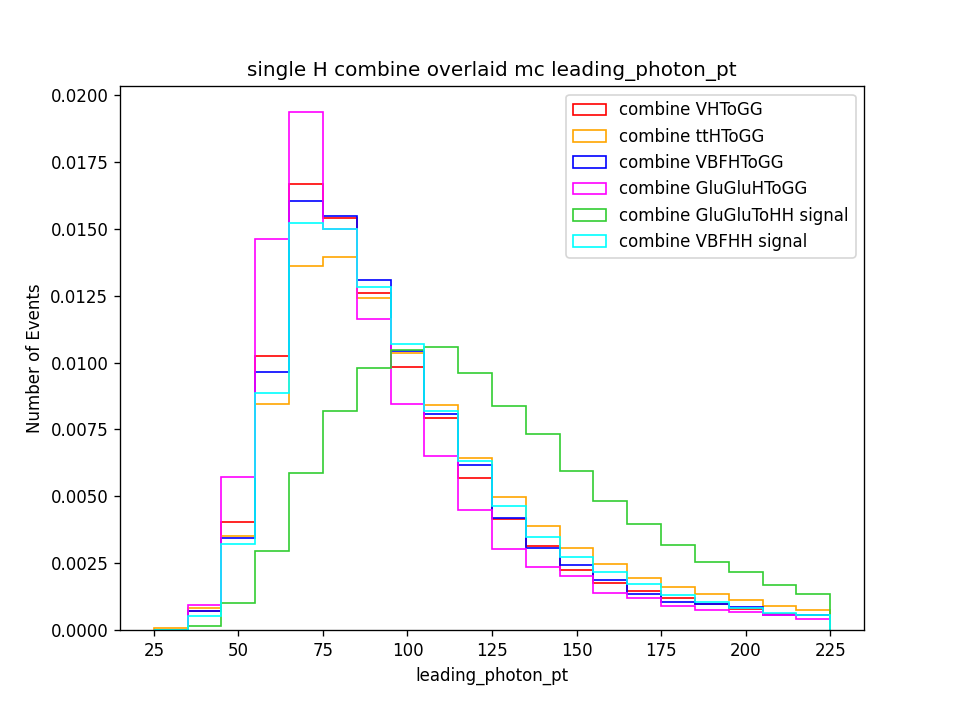 single H combine overlaid mc leading_photon_pt
combine VHToGG
combine ttHToGG
combine VBFHToGG
combine GluGluHToGG
combine GluGluToHH signal
combine VBFHH signal
Number of Events
0.0200
0.0175
0.0150
0.0125
0.0100
0.0075
0.0050
0.0025
0.0000
25 50 75 100 125 150 175 200 225
leading_photon_pt